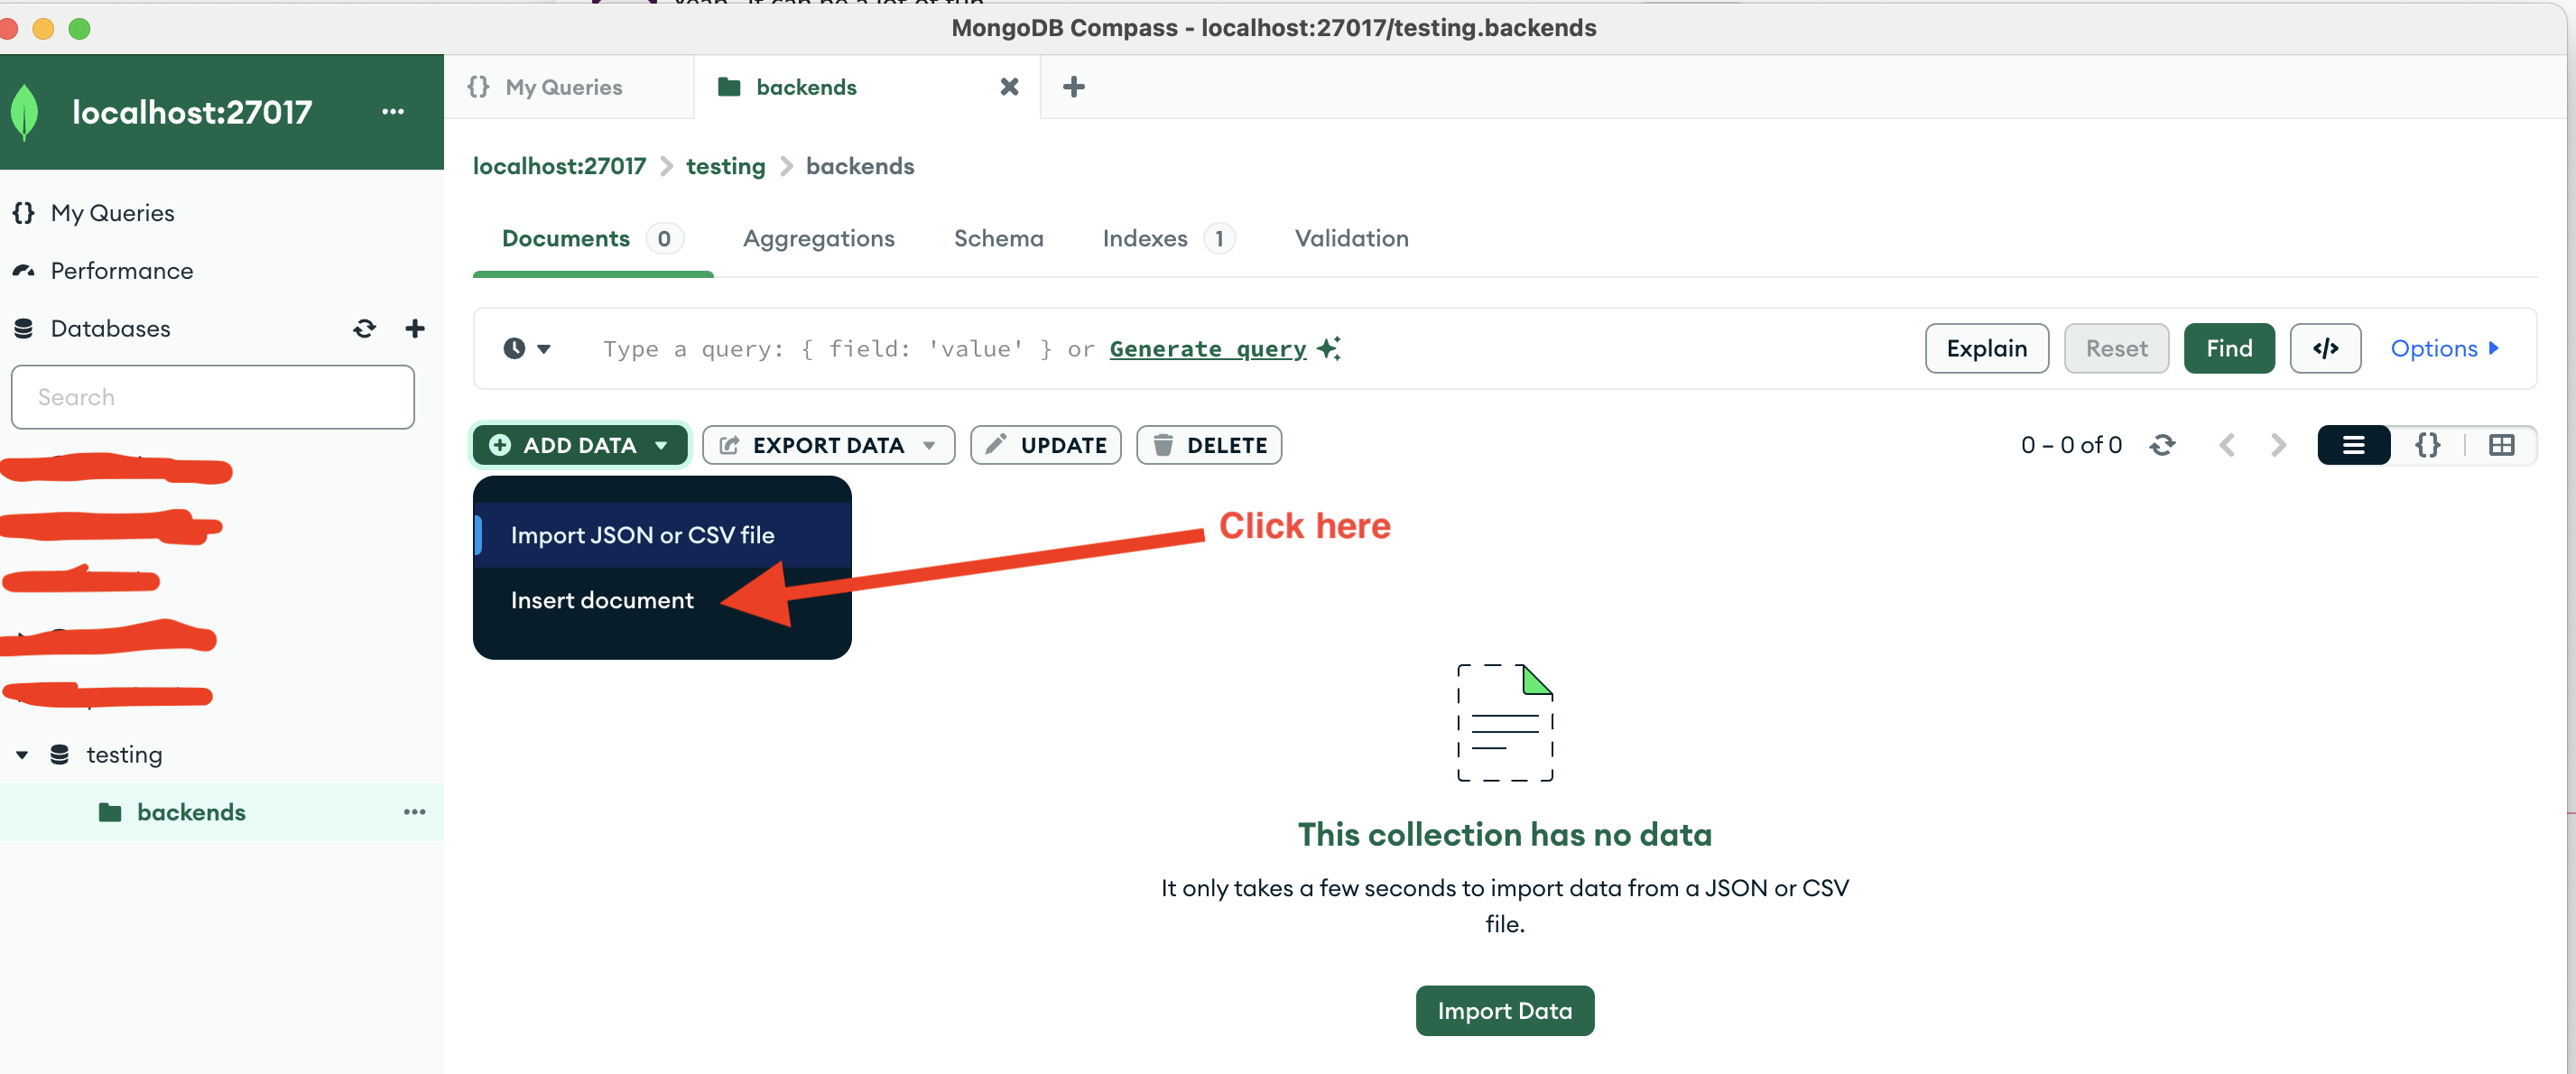 MongoDB Compass - localhost:27017/testing.backends
localhost:27017
My Queries
backends
localhost:27017 > testing > backends
My Queries
Performance
Databases
Search
testing
backends
Documents 0 Aggregations Schema Indexes 1 Validation
Type a query: { field: 'value' } or Generate query
Explain Reset Find </> Options
ADD DATA EXPORT DATA UPDATE DELETE
0 – 0 of 0
{}
Import JSON or CSV file
Insert document
Click here
This collection has no data
It only takes a few seconds to import data from a JSON or CSV
file.
Import Data